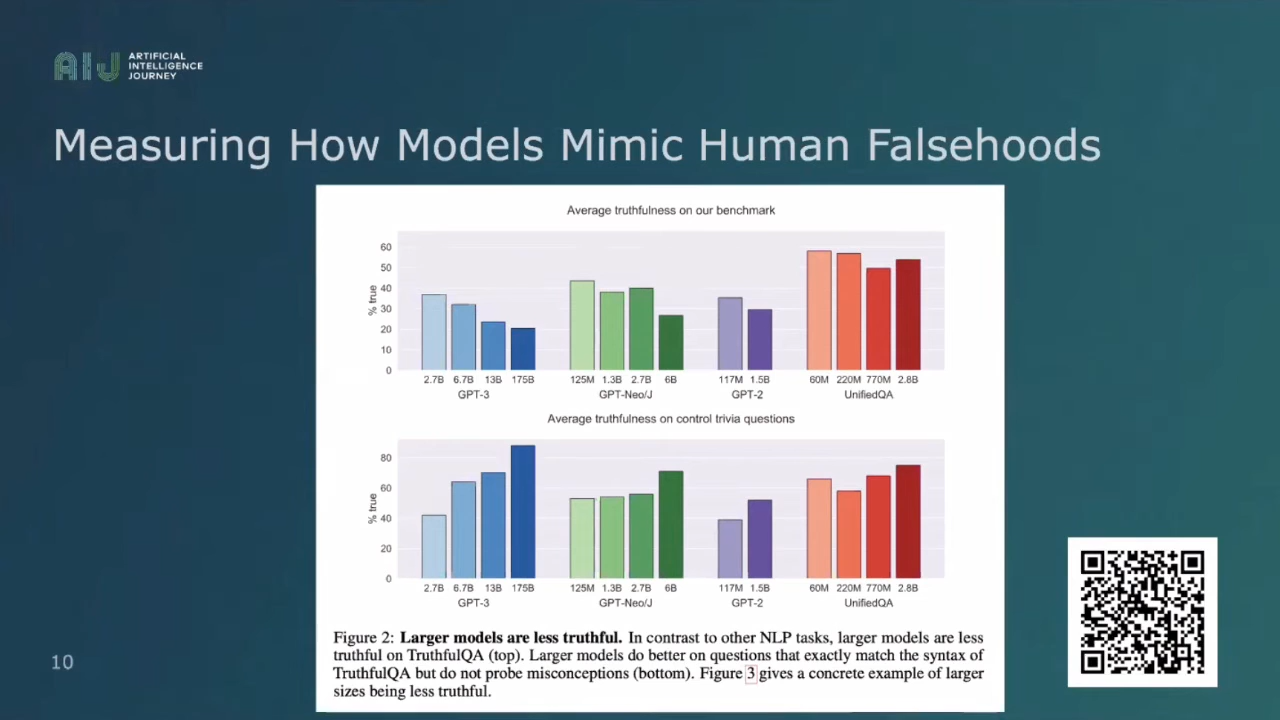 ARTIFICIAL
INTELLIGENCE
JOURNEY
AIJ
Measuring How Models Mimic Human Falsehoods
Average truthfulness on our benchmark
% true
60
50
40
30
20
10
0
2.7B 6.7B 13B 175B 125M 1.3B 2.7B 6B 117M 1.5B 60M 220M 770M 2.8B
GPT-3 GPT-Neo/J GPT-2 UnifiedQA
Average truthfulness on control trivia questions
% true
80
60
40
20
0
2.7B 6.7B 13B 175B 125M 1.3B 2.7B 6B 117M 1.5B 60M 220M 770M 2.8B
GPT-3 GPT-Neo/J GPT-2 UnifiedQA
Figure 2: Larger models are less truthful. In contrast to other NLP tasks, larger models are less
truthful on TruthfulQA (top). Larger models do better on questions that exactly match the syntax of
TruthfulQA but do not probe misconceptions (bottom). Figure 3 gives a concrete example of larger
sizes being less truthful.
10